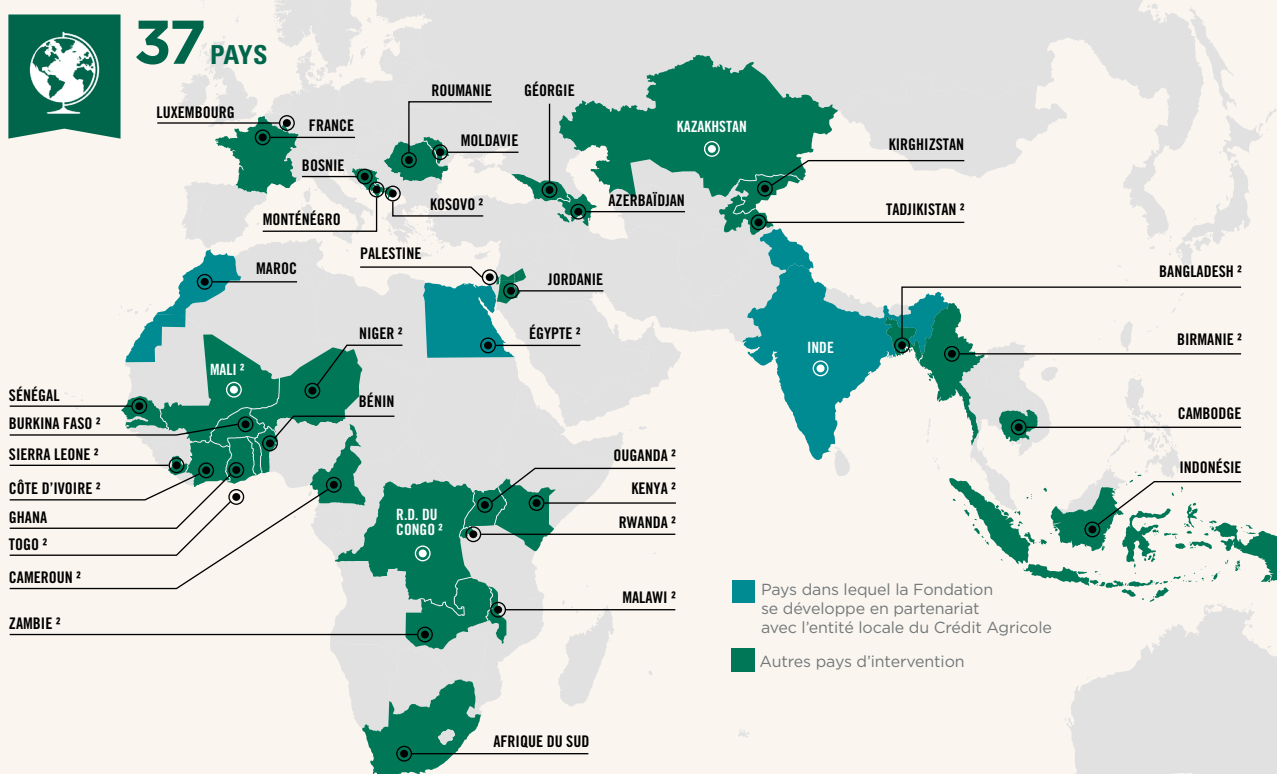 37 PAYS
LUXEMBOURG
FRANCE
ROUMANIE
GÉORGIE
MOLDAVIE
BOSNIE
MONTÉNÉGRO
KOSOVO ²
AZERBAÏDJAN
KAZAKHSTAN
KIRGHIZSTAN
TADJIKISTAN ²
MAROC
PALESTINE
JORDANIE
ÉGYPTE ²
BANGLADESH ²
BIRMANIE ²
INDE
NIGER ²
MALI ²
BÉNIN
SÉNÉGAL
BURKINA FASO ²
SIERRA LEONE ²
CÔTE D'IVOIRE ²
GHANA
TOGO ²
CAMEROUN ²
ZAMBIE ²
CAMBODGE
INDONÉSIE
OUGANDA ²
KENYA ²
RWANDA ²
R.D. DU
CONGO ²
MALAWI ²
AFRIQUE DU SUD
Pays dans lequel la Fondation
se développe en partenariat
avec l'entité locale du Crédit Agricole
Autres pays d'intervention